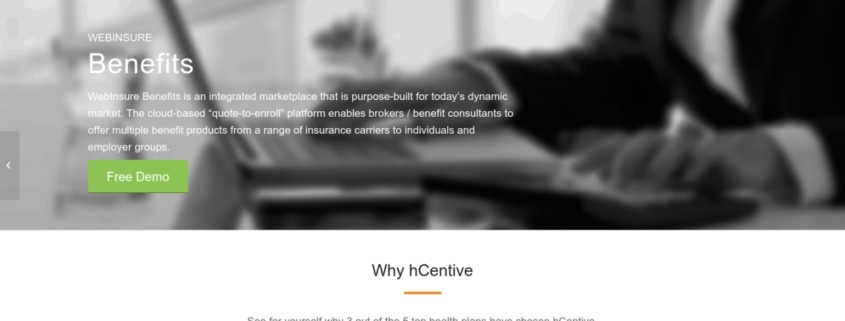 WEBINSURE
Benefits
WebInsure Benefits is an integrated marketplace that is purpose-built for today's dynamic
market. The cloud-based "quote-to-enroll" platform enables brokers / benefit consultants to
offer multiple benefit products from a range of insurance carriers to individuals and
employer groups.
Free Demo
Why hCentive
See for yourself why 3 out of the 5 top health plans have chosen hCentive